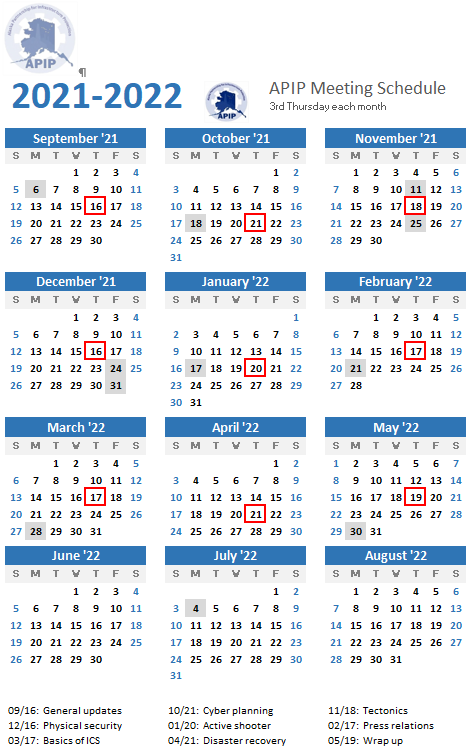 APIP
¶
2021-2022
APIP
APIP Meeting Schedule
3rd Thursday each month
September '21
S M T W T F S
1 2 3 4
5 6 7 8 9 10 11
12 13 14 15 16 17 18
19 20 21 22 23 24 25
26 27 28 29 30
October '21
S M T W T F S
1 2
3 4 5 6 7 8 9
10 11 12 13 14 15 16
17 18 19 20 21 22 23
24 25 26 27 28 29 30
31
November '21
S M T W T F S
1 2 3 4 5 6
7 8 9 10 11 12 13
14 15 16 17 18 19 20
21 22 23 24 25 26 27
28 29 30
December '21
S M T W T F S
1 2 3 4
5 6 7 8 9 10 11
12 13 14 15 16 17 18
19 20 21 22 23 24 25
26 27 28 29 30 31
January '22
S M T W T F S
1
2 3 4 5 6 7 8
9 10 11 12 13 14 15
16 17 18 19 20 21 22
23 24 25 26 27 28 29
30 31
February '22
S M T W T F S
1 2 3 4 5
6 7 8 9 10 11 12
13 14 15 16 17 18 19
20 21 22 23 24 25 26
27 28
March '22
S M T W T F S
1 2 3 4 5
6 7 8 9 10 11 12
13 14 15 16 17 18 19
20 21 22 23 24 25 26
27 28 29 30 31
April '22
S M T W T F S
1 2
3 4 5 6 7 8 9
10 11 12 13 14 15 16
17 18 19 20 21 22 23
24 25 26 27 28 29 30
May '22
S M T W T F S
1 2 3 4 5 6 7
8 9 10 11 12 13 14
15 16 17 18 19 20 21
22 23 24 25 26 27 28
29 30 31
June '22
S M T W T F S
1 2 3 4
5 6 7 8 9 10 11
12 13 14 15 16 17 18
19 20 21 22 23 24 25
26 27 28 29 30
July '22
S M T W T F S
1 2
3 4 5 6 7 8 9
10 11 12 13 14 15 16
17 18 19 20 21 22 23
24 25 26 27 28 29 30
31
August '22
S M T W T F S
1 2 3 4 5 6
7 8 9 10 11 12 13
14 15 16 17 18 19 20
21 22 23 24 25 26 27
28 29 30 31
09/16: General updates
12/16: Physical security
03/17: Basics of ICS
10/21: Cyber planning
01/20: Active shooter
04/21: Disaster recovery
11/18: Tectonics
02/17: Press relations
05/19: Wrap up